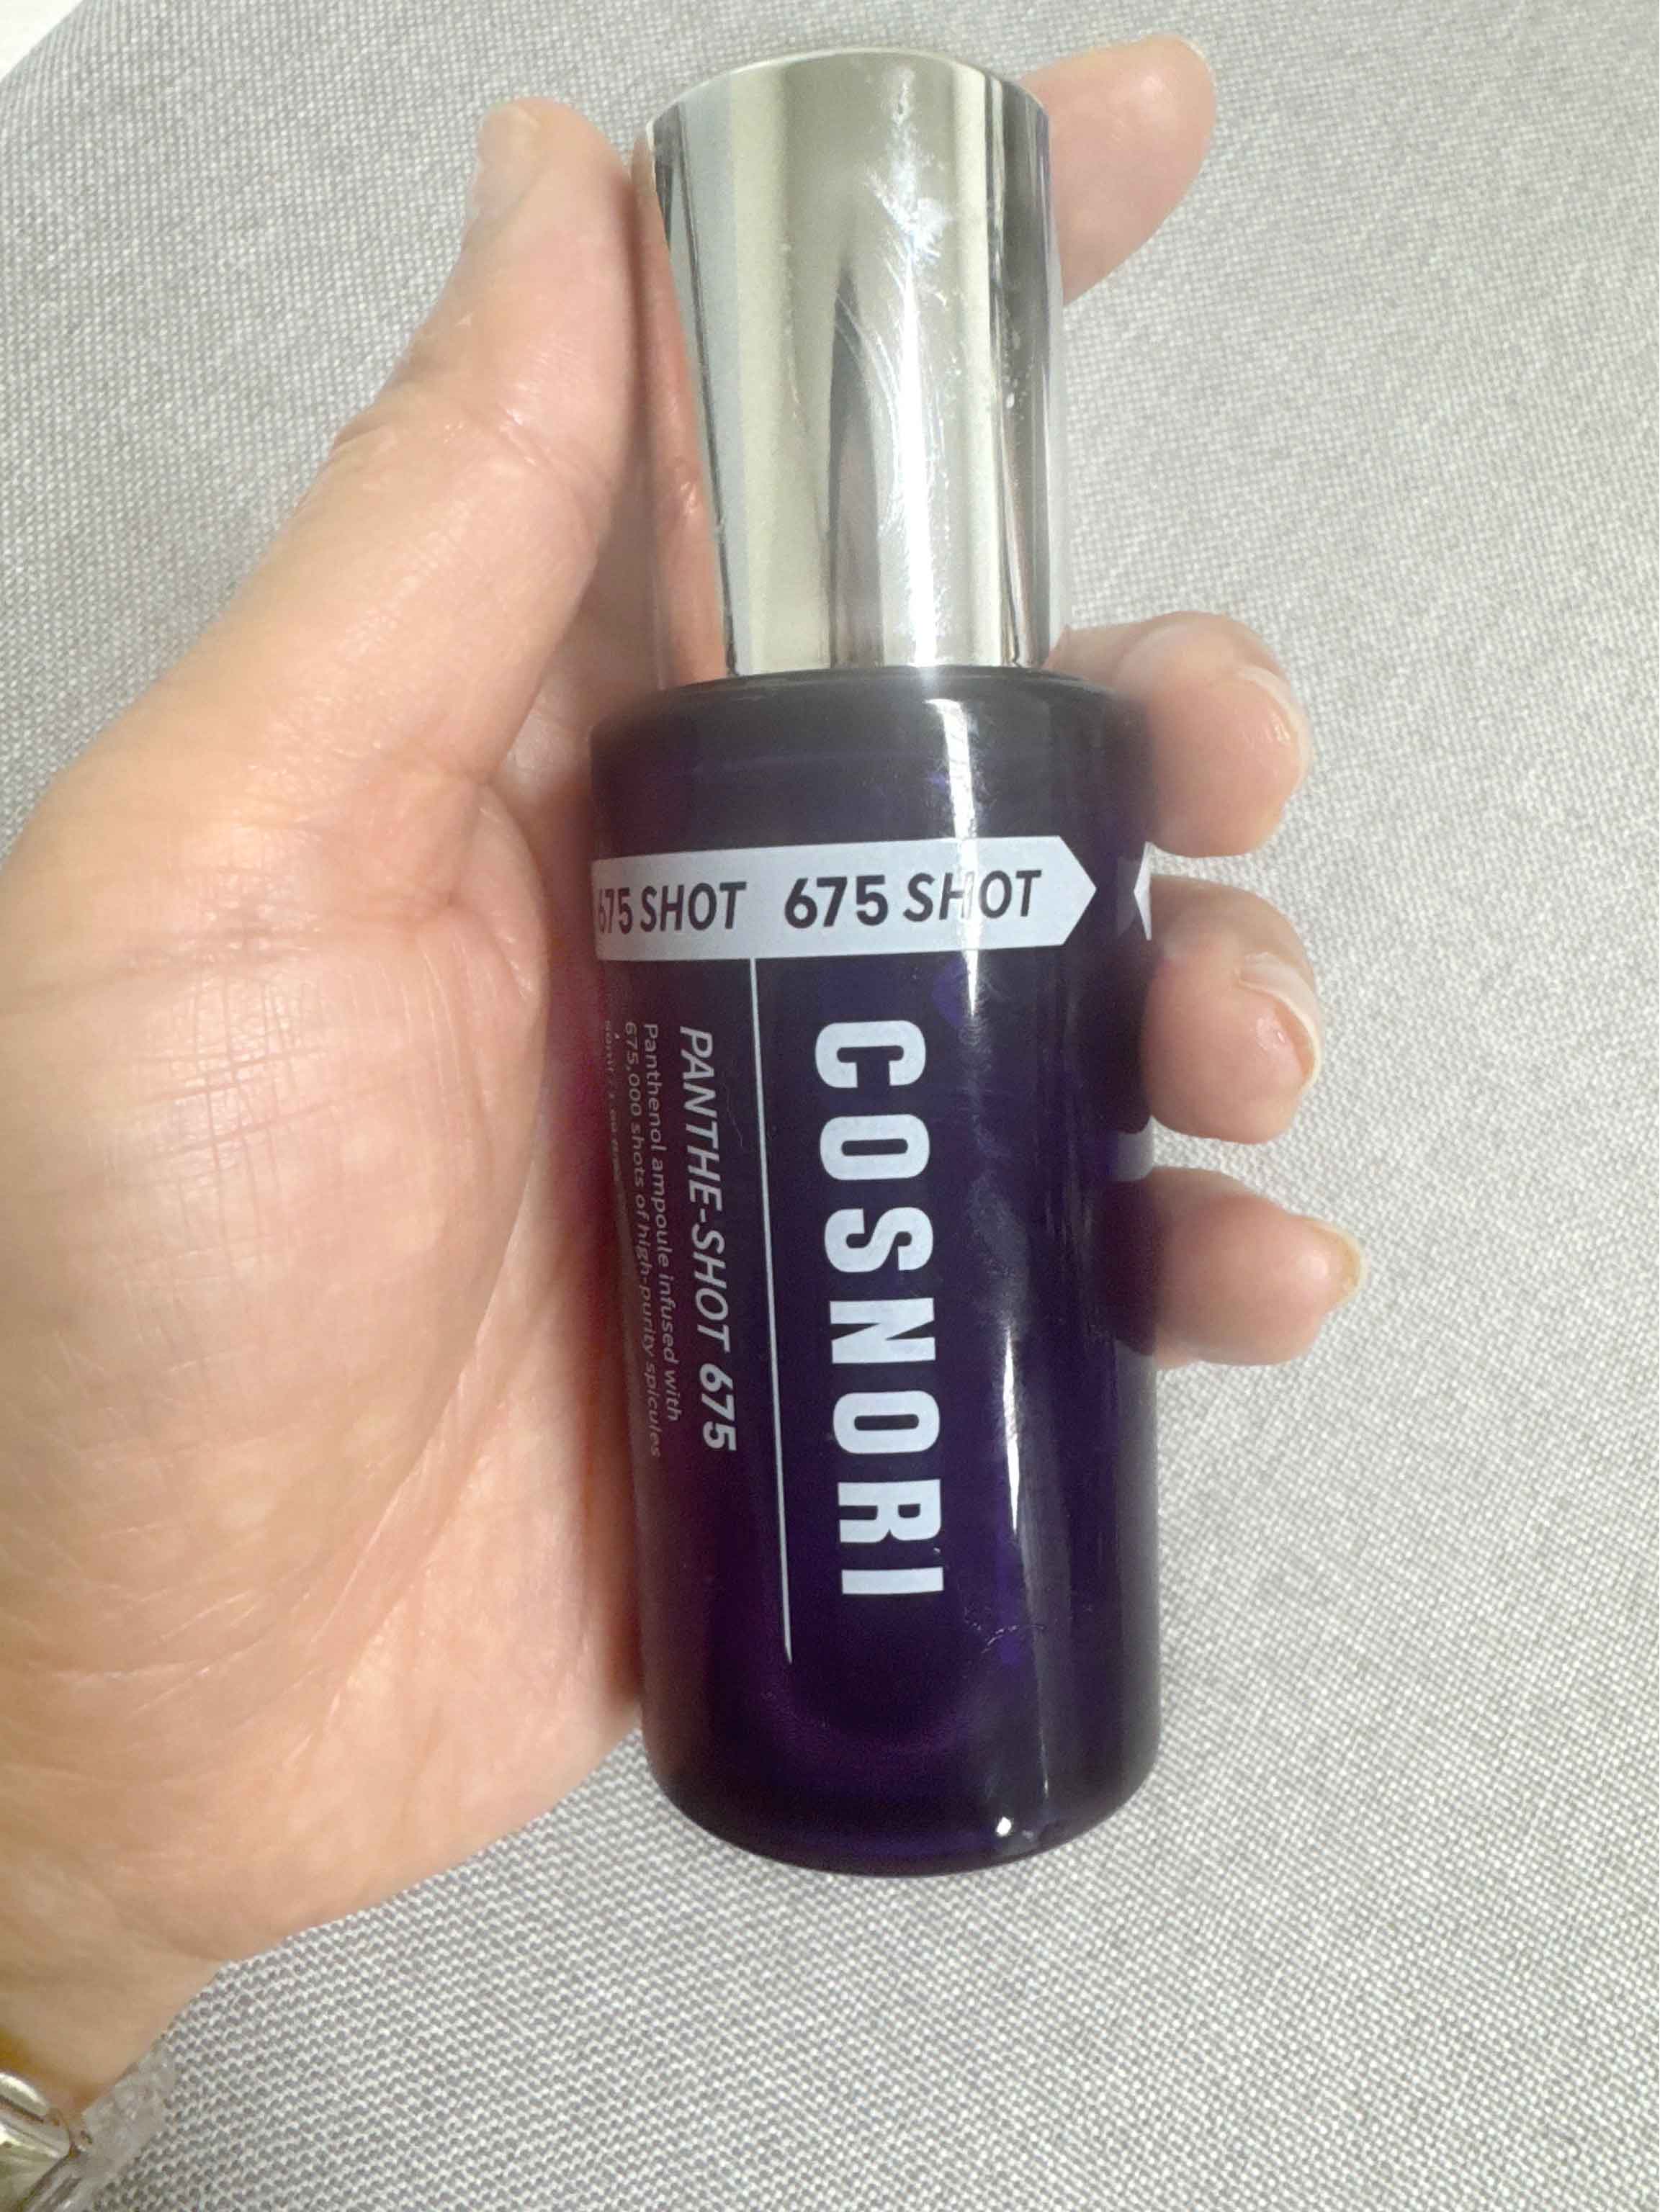 675 SHOT 675 SHOT
COSNORI
PANTHE-SHOT 675
Panthenol ampoule infused with
675,000 shots of high-purity spicules